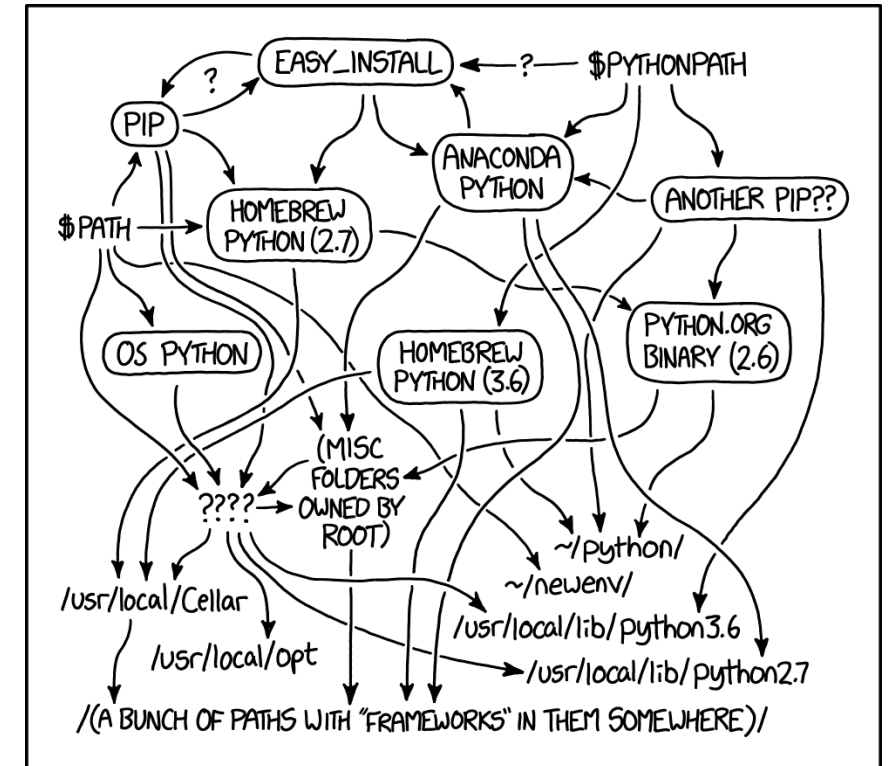 EASY_INSTALL
?
$PYTHONPATH
?
PIP
ANACONDA
PYTHON
ANOTHER PIP??
HOMEBREW
PYTHON (2.7)
$PATH
OS PYTHON
HOMEBREW
PYTHON (3.6)
PYTHON.ORG
BINARY (2.6)
(MISC
FOLDERS
OWNED BY
ROOT)
????
~/python/
~/newenv/
/usr/local/Cellar
/usr/local/lib/python3.6
/usr/local/opt
/usr/local/lib/python2.7
/(A BUNCH OF PATHS WITH "FRAMEWORKS" IN THEM SOMEWHERE)/